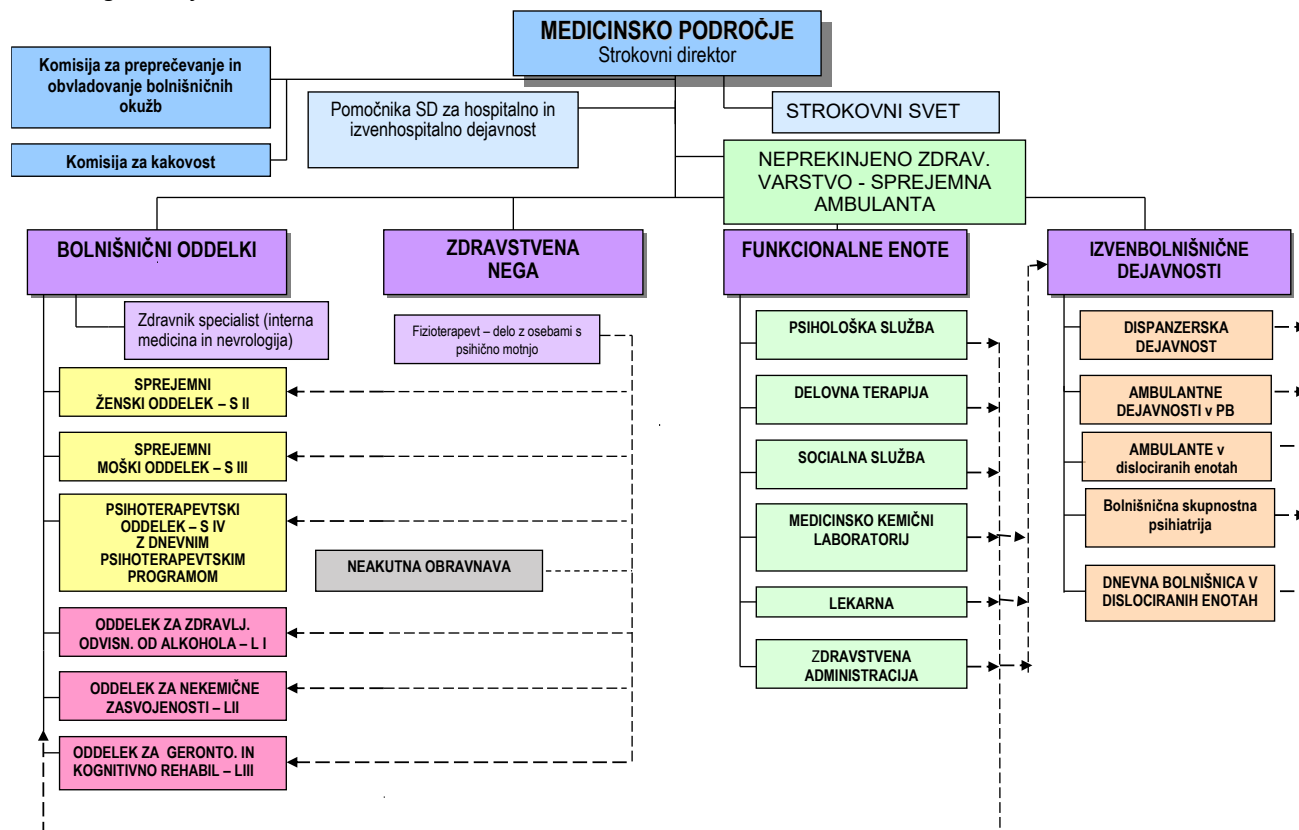 MEDICINSKO PODROČJE
Strokovni direktor
Komisija za preprečevanje in
obvladovanje bolnišničnih
okužb
Pomočnika SD za hospitalno in
izvenhospitalno dejavnost
STROKOVNI SVET
Komisija za kakovost
NEPREKINJENO ZDRAV.
VARSTVO - SPREJEMNA
AMBULANTA
BOLNIŠNIČNI ODDELKI
ZDRAVSTVENA
NEGA
FUNKCIONALNE ENOTE
IZVENBOLNIŠNIČNE
DEJAVNOSTI
Zdravnik specialist (interna
medicina in nevrologija)
Fizioterapevt – delo z osebami s
psihično motnjo
SPREJEMNI
ŽENSKI ODDELEK – S II
SPREJEMNI
MOŠKI ODDELEK – S III
PSIHOTERAPEVTSKI
ODDELEK – S IV
Z DNEVNIM
PSIHOTERAPEVTSKIM
PROGRAMOM
NEAKUTNA OBRAVNAVA
ODDELEK ZA ZDRAVLJ.
ODVISN. OD ALKOHOLA – L I
ODDELEK ZA NEKEMIČNE
ZASVOJENOSTI – LII
ODDELEK ZA GERONTO. IN
KOGNITIVNO REHABIL – LIII
PSIHOLOŠKA SLUŽBA
DELOVNA TERAPIJA
SOCIALNA SLUŽBA
MEDICINSKO KEMIČNI
LABORATORIJ
LEKARNA
ZDRAVSTVENA
ADMINISTRACIJA
DISPANZERSKA
DEJAVNOST
AMBULANTNE
DEJAVNOSTI v PB
AMBULANTE v
dislociranih enotah
Bolnišnična skupnostna
psihiatrija
DNEVNA BOLNIŠNICA V
DISLOCIRANIH ENOTAH